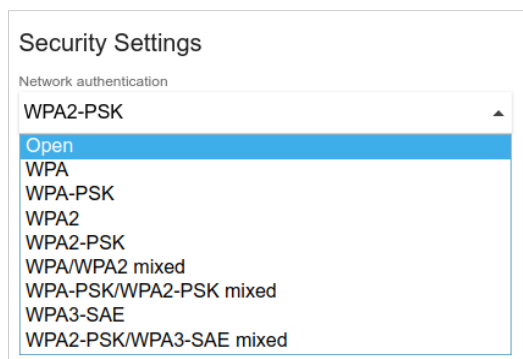 Security Settings
Network authentication
WPA2-PSK
Open
WPA
WPA-PSK
WPA2
WPA2-PSK
WPA/WPA2 mixed
WPA-PSK/WPA2-PSK mixed
WPA3-SAE
WPA2-PSK/WPA3-SAE mixed